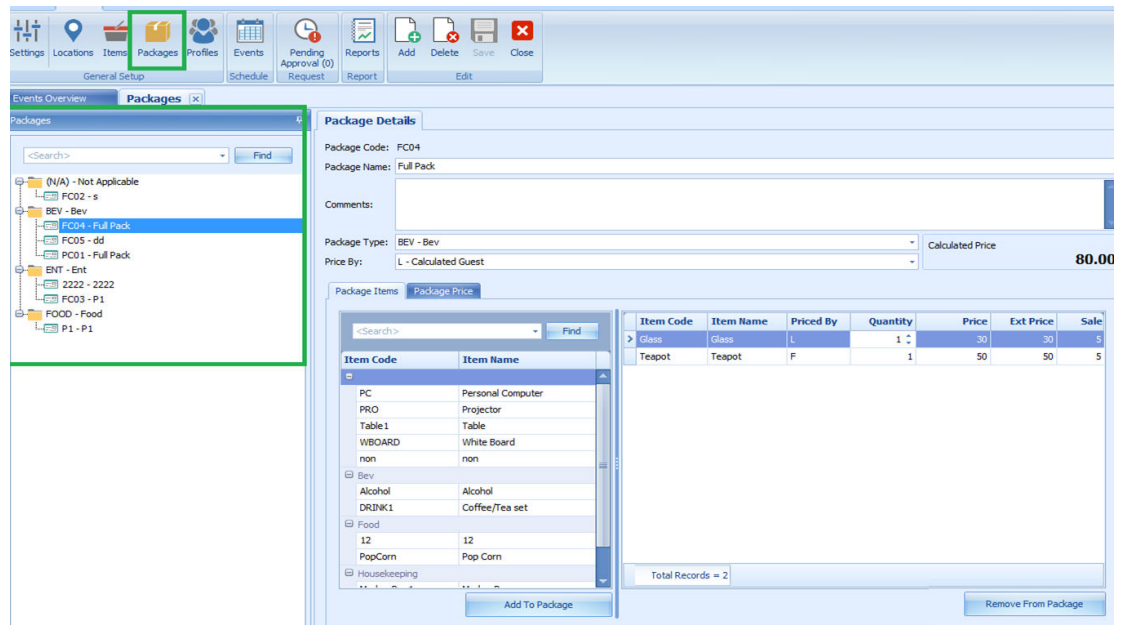 Settings Locations Items Packages Profiles Events Pending Approval (0) Reports Add Delete Save Close
General Setup Schedule Request Report Edit
Events Overview Packages
Packages
<Search> Find
(N/A) - Not Applicable
FC02 - s
BEV - Bev
FC04 - Full Pack
FC05 - dd
PC01 - Full Pack
ENT - Ent
2222 - 2222
FC03 - P1
FOOD - Food
P1 - P1
Package Details
Package Code: FC04
Package Name: Full Pack
Comments:
Package Type: BEV - Bev
Price By: L - Calculated Guest
Calculated Price
80.00
Package Items Package Price
<Search> Find
Item Code Item Name
PC Personal Computer
PRO Projector
Table1 Table
WBOARD White Board
non non
Bev
Alcohol Alcohol
DRINK1 Coffee/Tea set
Food
12 12
PopCorn Pop Corn
Housekeeping
Add To Package
Item Code Item Name Priced By Quantity Price Ext Price Sale
Glass Glass L 1 30 30 5
Teapot Teapot F 1 50 50 5
Total Records = 2
Remove From Package